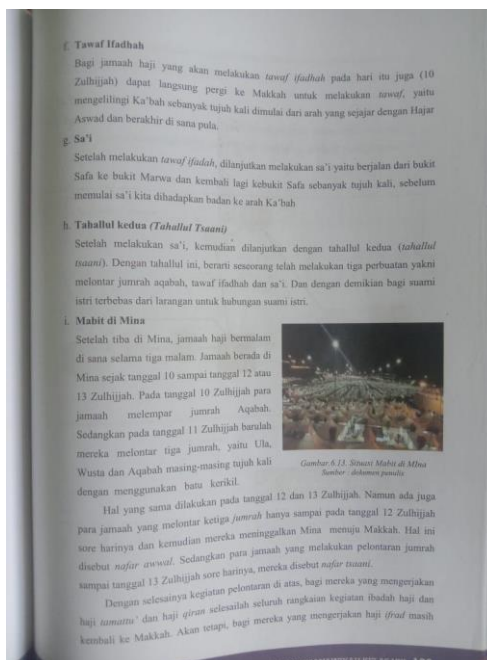 f. Tawaf Ifadhah
Bagi jamaah haji yang akan melakukan tawaf ifadhah pada hari itu juga (10
Zulhijjah) dapat langsung pergi ke Makkah untuk melakukan tawaf, yaitu
mengelilingi Ka'bah sebanyak tujuh kali dimulai dari arah yang sejajar dengan Hajar
Aswad dan berakhir di sana pula.
g. Sa'i
Setelah melakukan tawaf ifadah, dilanjutkan melakukan sa'i yaitu berjalan dari bukit
Safa ke bukit Marwa dan kembali lagi kebukit Safa sebanyak tujuh kali, sebelum
memulai sa'i kita dihadapkan badan ke arah Ka'bah
h. Tahallul kedua (Tahallul Tsaani)
Setelah melakukan sa'i, kemudian dilanjutkan dengan tahallul kedua (tahallul
tsaani). Dengan tahallul ini, berarti seseorang telah melakukan tiga perbuatan yakni
melontar jumrah aqabah, tawaf ifadhah dan sa'i. Dan dengan demikian bagi suami
istri terbebas dari larangan untuk hubungan suami istri.
i. Mabit di Mina
Setelah tiba di Mina, jamaah haji bermalam
di sana selama tiga malam. Jamaah berada di
Mina sejak tanggal 10 sampai tanggal 12 atau
13 Zulhijjah. Pada tanggal 10 Zulhijjah para
jamaah melempar jumrah Aqabah.
Sedangkan pada tanggal 11 Zulhijjah barulah
mereka melontar tiga jumrah, yaitu Ula,
Wusta dan Aqabah masing-masing tujuh kali
dengan menggunakan batu kerikil.
Gambar 6.13. Situasi Mabit di MIna
Sumber : dokumen penulis
Hal yang sama dilakukan pada tanggal 12 dan 13 Zulhijjah. Namun ada juga
para jamaah yang melontar ketiga jumrah hanya sampai pada tanggal 12 Zulhijjah
sore harinya dan kemudian mereka meninggalkan Mina menuju Makkah. Hal ini
disebut nafar awwal. Sedangkan para jamaah yang melakukan pelontaran jumrah
sampai tanggal 13 Zulhijjah sore harinya, mereka disebut nafar tsaani.
Dengan selesainya kegiatan pelontaran di atas, bagi mereka yang mengerjakan
haji tamattu' dan haji qiran selesailah seluruh rangkaian kegiatan ibadah haji dan
kembali ke Makkah. Akan tetapi, bagi mereka yang mengerjakan haji ifrad masih